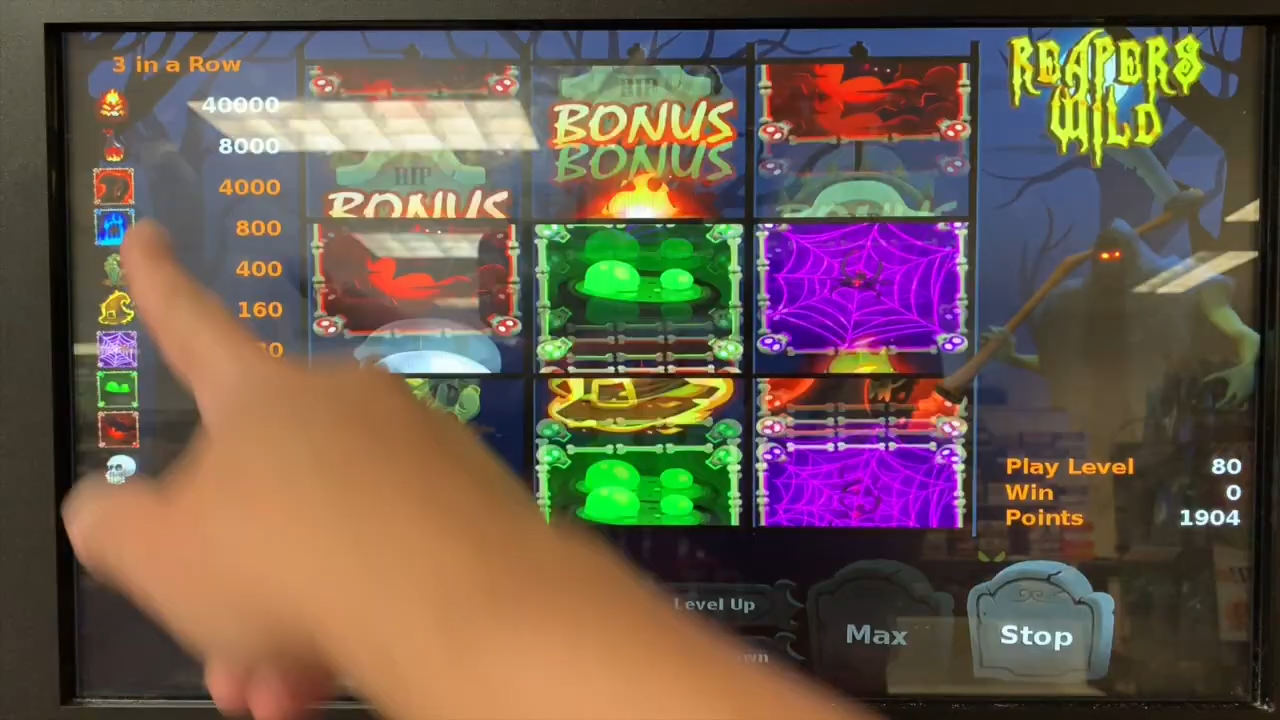 3 in a Row
40000
8000
4000
800
400
160
REAPERS
WILD
RIP
BONUS
BONUS
RIP
BONUS
Play Level 80
Win 0
Points 1904
Level Up
Max
Stop